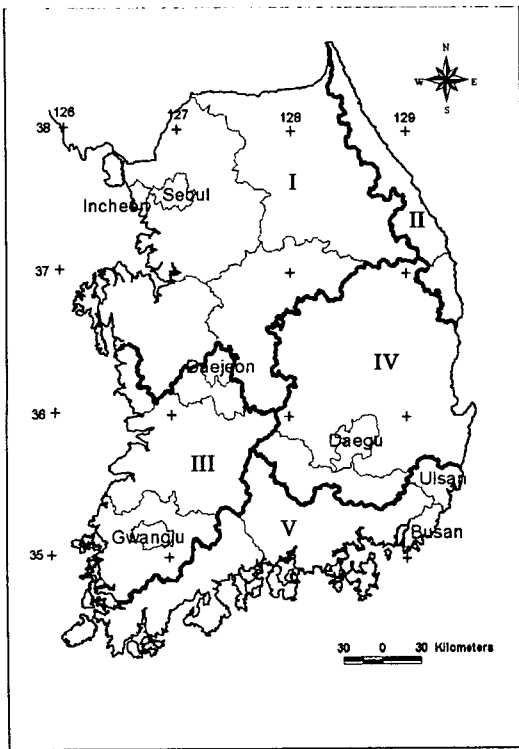 N
W E
S
126 127 128 129
38
I
Incheon Seoul
II
37
IV
Daejeon
36
Daegu
III
Ulsan
Gwangju V Busan
35
30 0 30 Kilometers